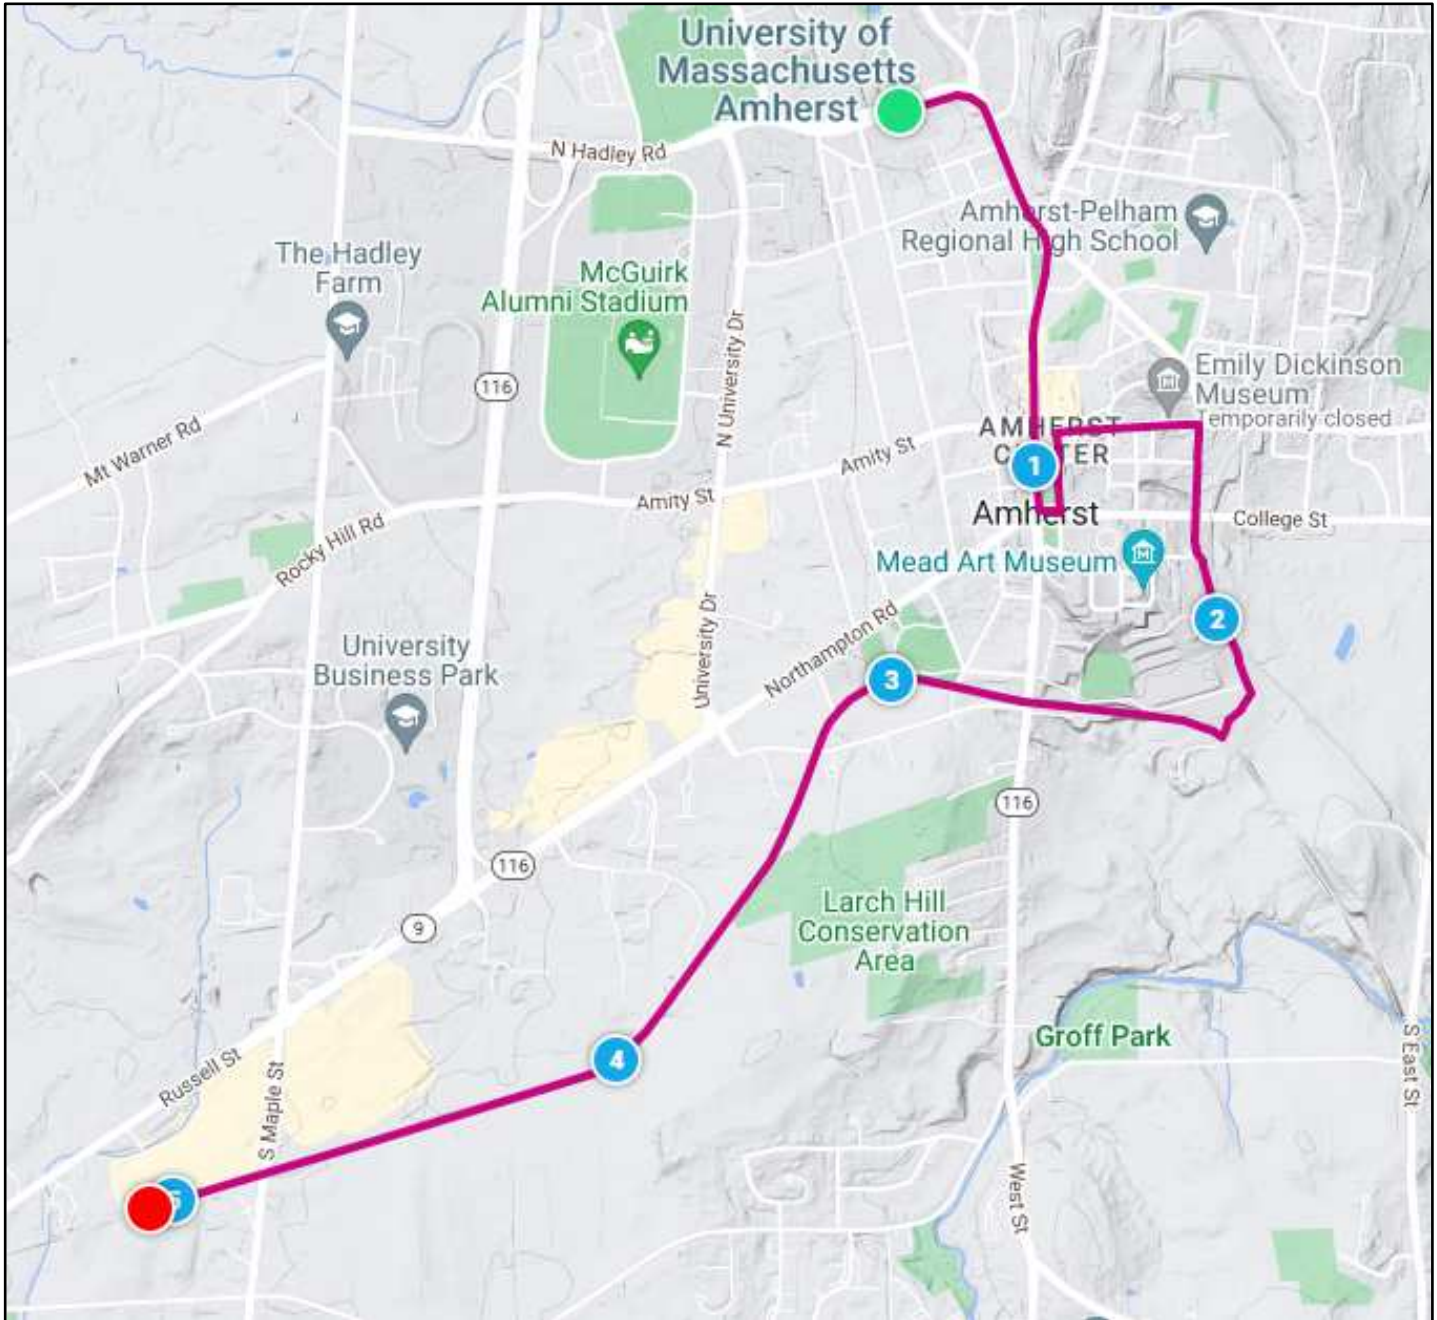 University of
Massachusetts
Amherst
N Hadley Rd
Amherst-Pelham
Regional High School
The Hadley
Farm
McGuirk
Alumni Stadium
N University Dr
116
Emily Dickinson
Museum
Temporarily closed
Mt Warner Rd
AMHERST
CENTER
1
Amity St
Amity St
Amherst
College St
Rocky Hill Rd
Mead Art Museum
M
University Dr
Northampton Rd
2
University
Business Park
3
116
116
9
Larch Hill
Conservation
Area
Groff Park
4
S East St
Russell St
S Maple St
West St
5